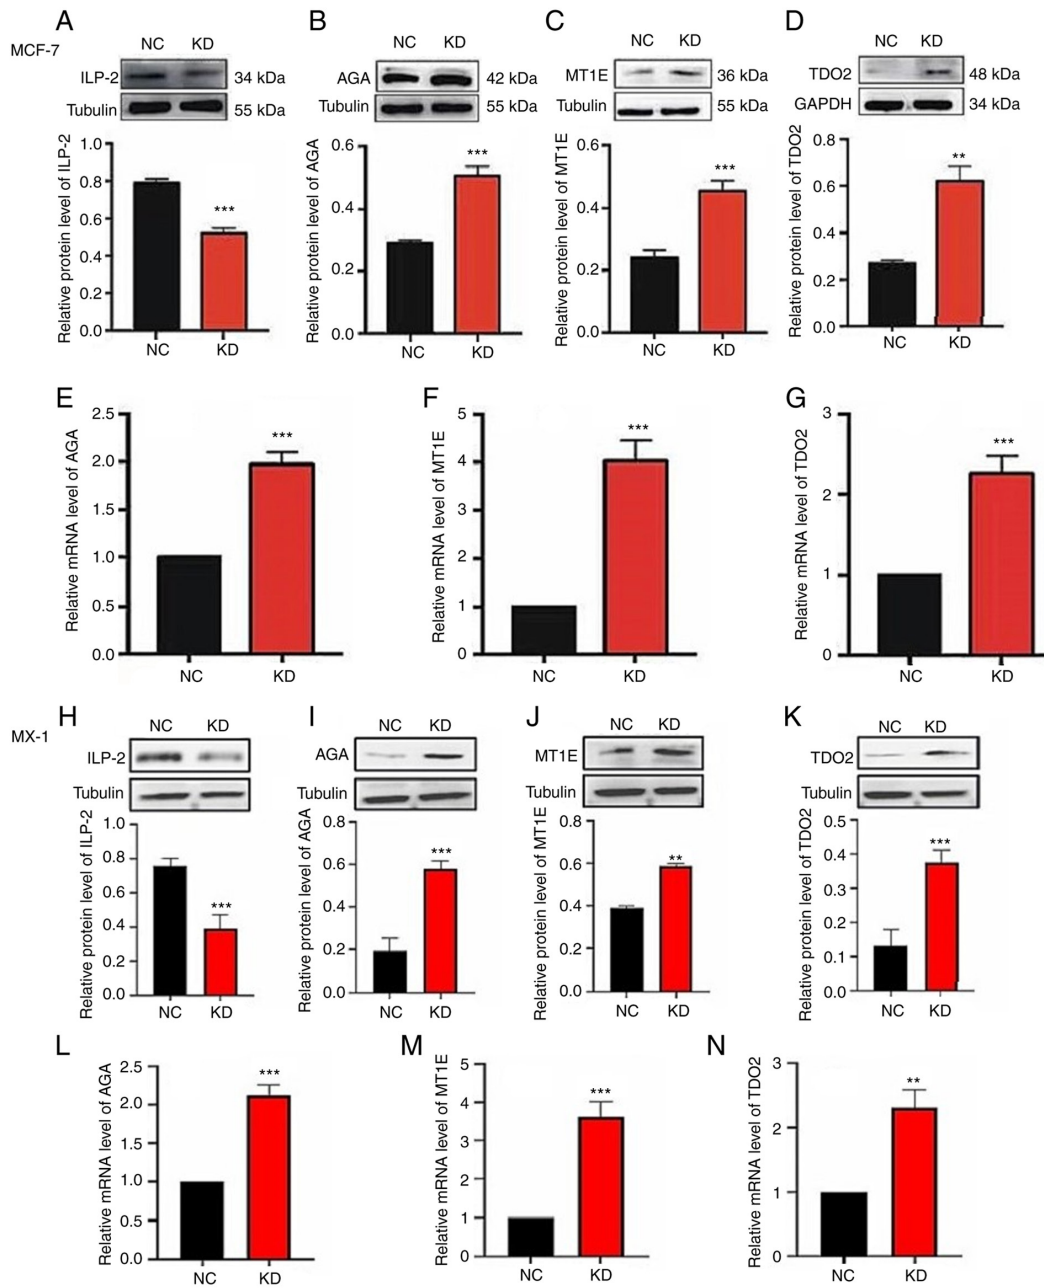 A B C D
MCF-7
NC KD NC KD NC KD NC KD
ILP-2 34 kDa AGA 42 kDa MT1E 36 kDa TDO2 48 kDa
Tubulin 55 kDa Tubulin 55 kDa Tubulin 55 kDa GAPDH 34 kDa
Relative protein level of ILP-2
1.0
0.8
0.6
0.4
0.2
0.0
***
NC KD
Relative protein level of AGA
0.6
0.4
0.2
0.0
***
NC KD
Relative protein level of MT1E
0.6
0.4
0.2
0.0
***
NC KD
Relative protein level of TDO2
0.8
0.6
0.4
0.2
0.0
**
NC KD
E
Relative mRNA level of AGA
2.5
2.0
1.5
1.0
0.5
0.0
***
NC KD
F
Relative mRNA level of MT1E
5
4
3
2
1
0
***
NC KD
G
Relative mRNA level of TDO2
3
2
1
0
***
NC KD
H I J K
MX-1
NC KD NC KD NC KD NC KD
ILP-2 AGA MT1E TDO2
Tubulin Tubulin Tubulin Tubulin
Relative protein level of ILP-2
1.0
0.8
0.6
0.4
0.2
0.0
***
NC KD
Relative protein level of AGA
0.8
0.6
0.4
0.2
0.0
***
NC KD
Relative protein level of MT1E
0.8
0.6
0.4
0.2
0.0
**
NC KD
Relative protein level of TDO2
0.5
0.4
0.3
0.2
0.1
0.0
***
NC KD
L
Relative mRNA level of AGA
2.5
2.0
1.5
1.0
0.5
0.0
***
NC KD
M
Relative mRNA level of MT1E
5
4
3
2
1
0
***
NC KD
N
Relative mRNA level of TDO2
3
2
1
0
**
NC KD